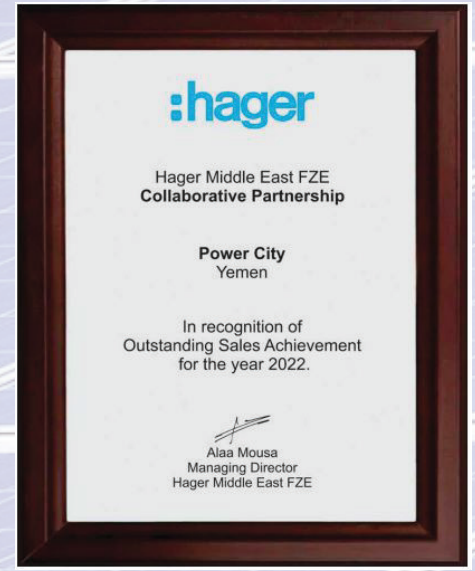 :hager
Hager Middle East FZE
Collaborative Partnership
Power City
Yemen
In recognition of
Outstanding Sales Achievement
for the year 2022.
Alaa Mousa
Managing Director
Hager Middle East FZE